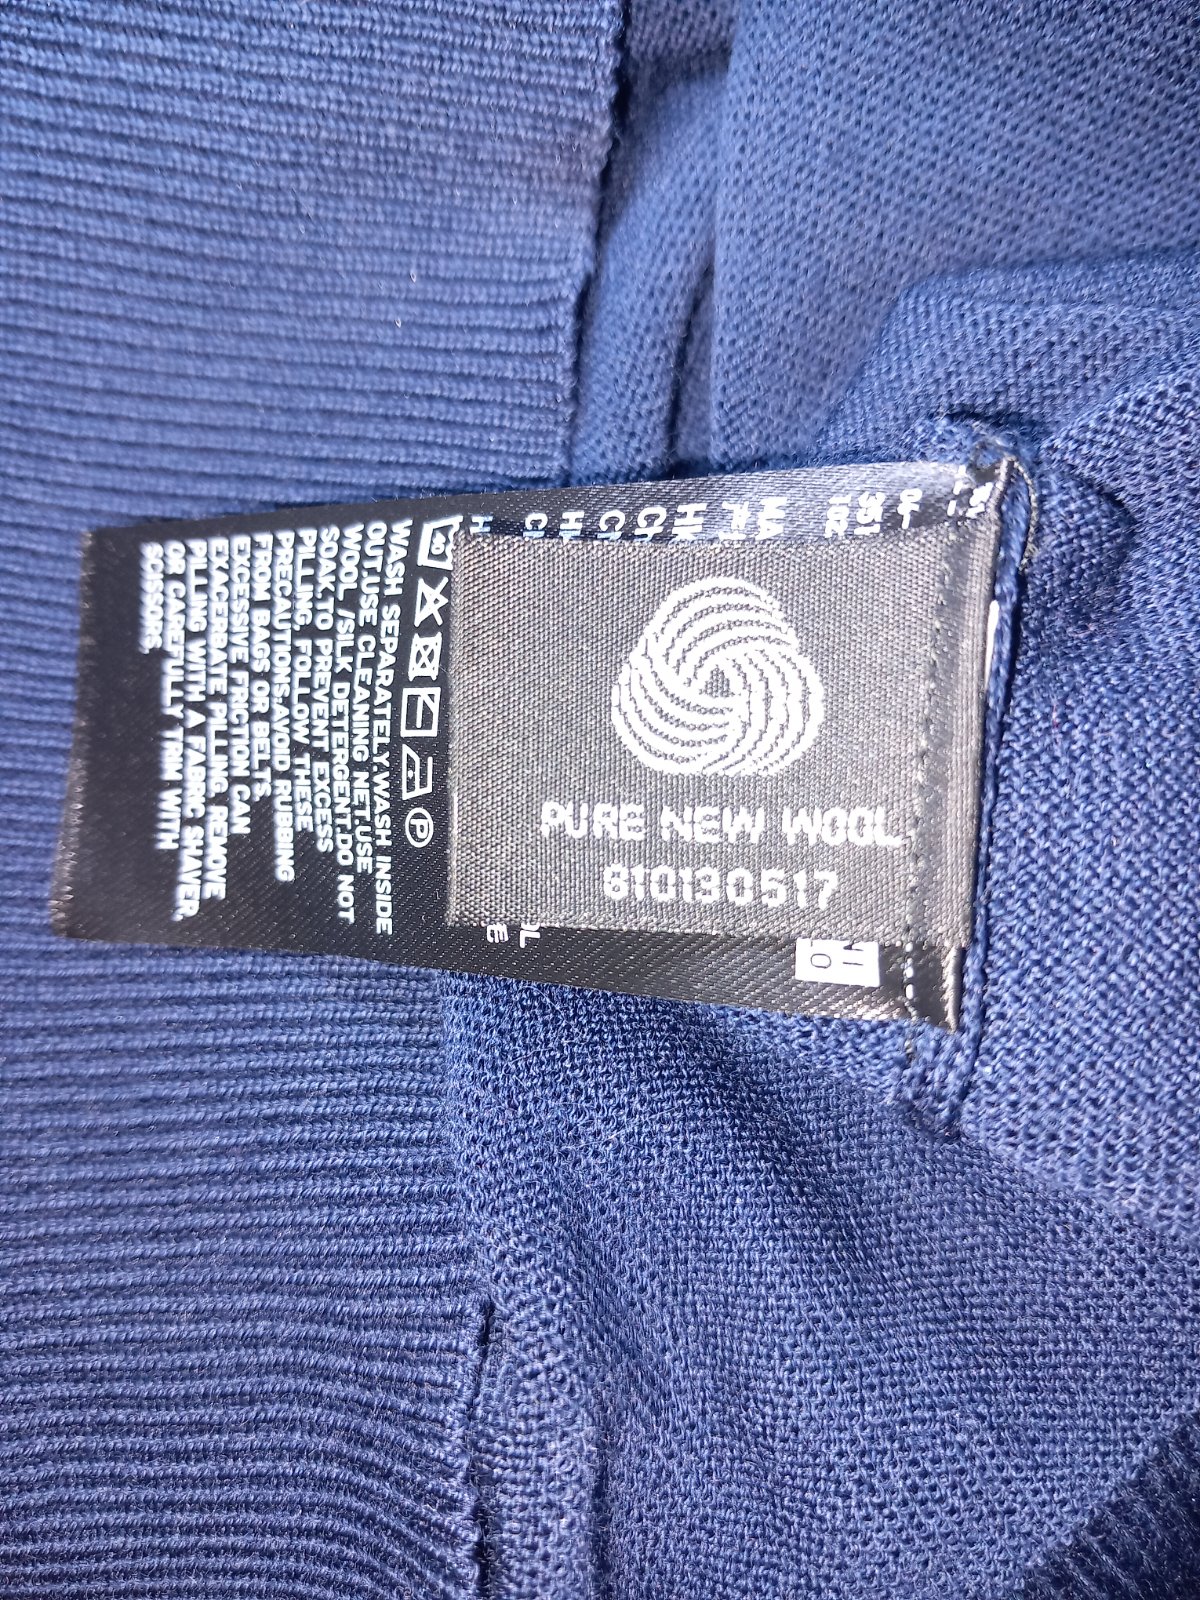 PURE NEW WOOL
610130517
40
P
WASH SEPARATELY.WASH INSIDE
OUT.USE CLEANING NET.USE
WOOL /SILK DETERGENT.DO NOT
SOAK.TO PREVENT EXCESS
PILLING, FOLLOW THESE
PRECAUTIONS.AVOID RUBBING
FROM BAGS OR BELTS.
EXCESSIVE FRICTION CAN
EXACERBATE PILLING. REMOVE
PILLING WITH A FABRIC SHAVER,
OR CAREFULLY TRIM WITH
SCISSORS